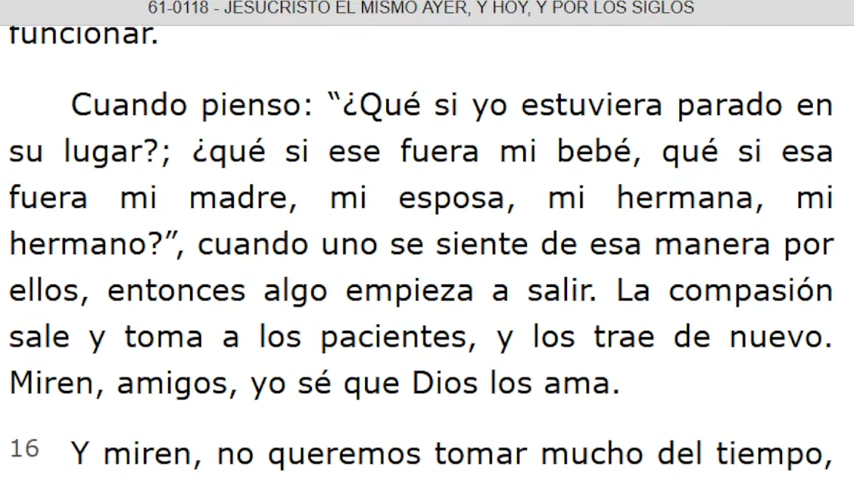 61-0118 - JESUCRISTO EL MISMO AYER, Y HOY, Y POR LOS SIGLOS
funcionar.
Cuando pienso: “¿Qué si yo estuviera parado en
su lugar?; ¿qué si ese fuera mi bebé, qué si esa
fuera mi madre, mi esposa, mi hermana, mi
hermano?”, cuando uno se siente de esa manera por
ellos, entonces algo empieza a salir. La compasión
sale y toma a los pacientes, y los trae de nuevo.
Miren, amigos, yo sé que Dios los ama.
16 Y miren, no queremos tomar mucho del tiempo,